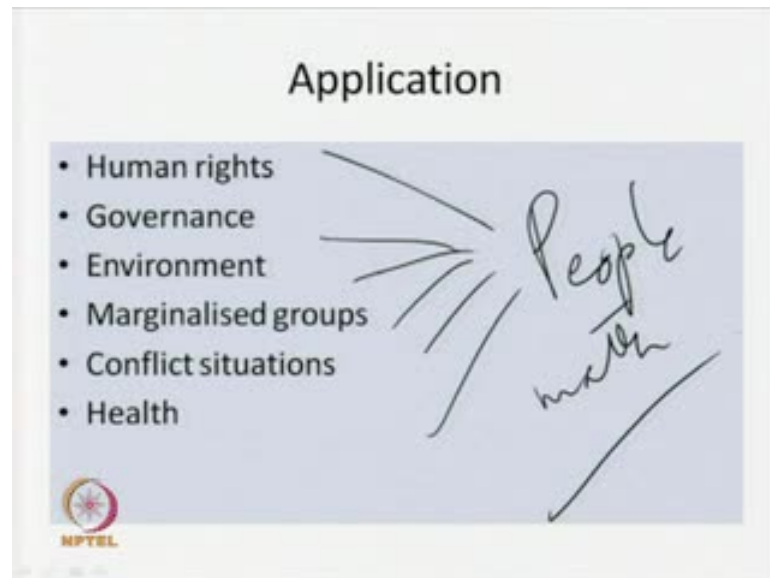 Application
• Human rights
• Governance
• Environment
• Marginalised groups
• Conflict situations
• Health
People
matter
NPTEL